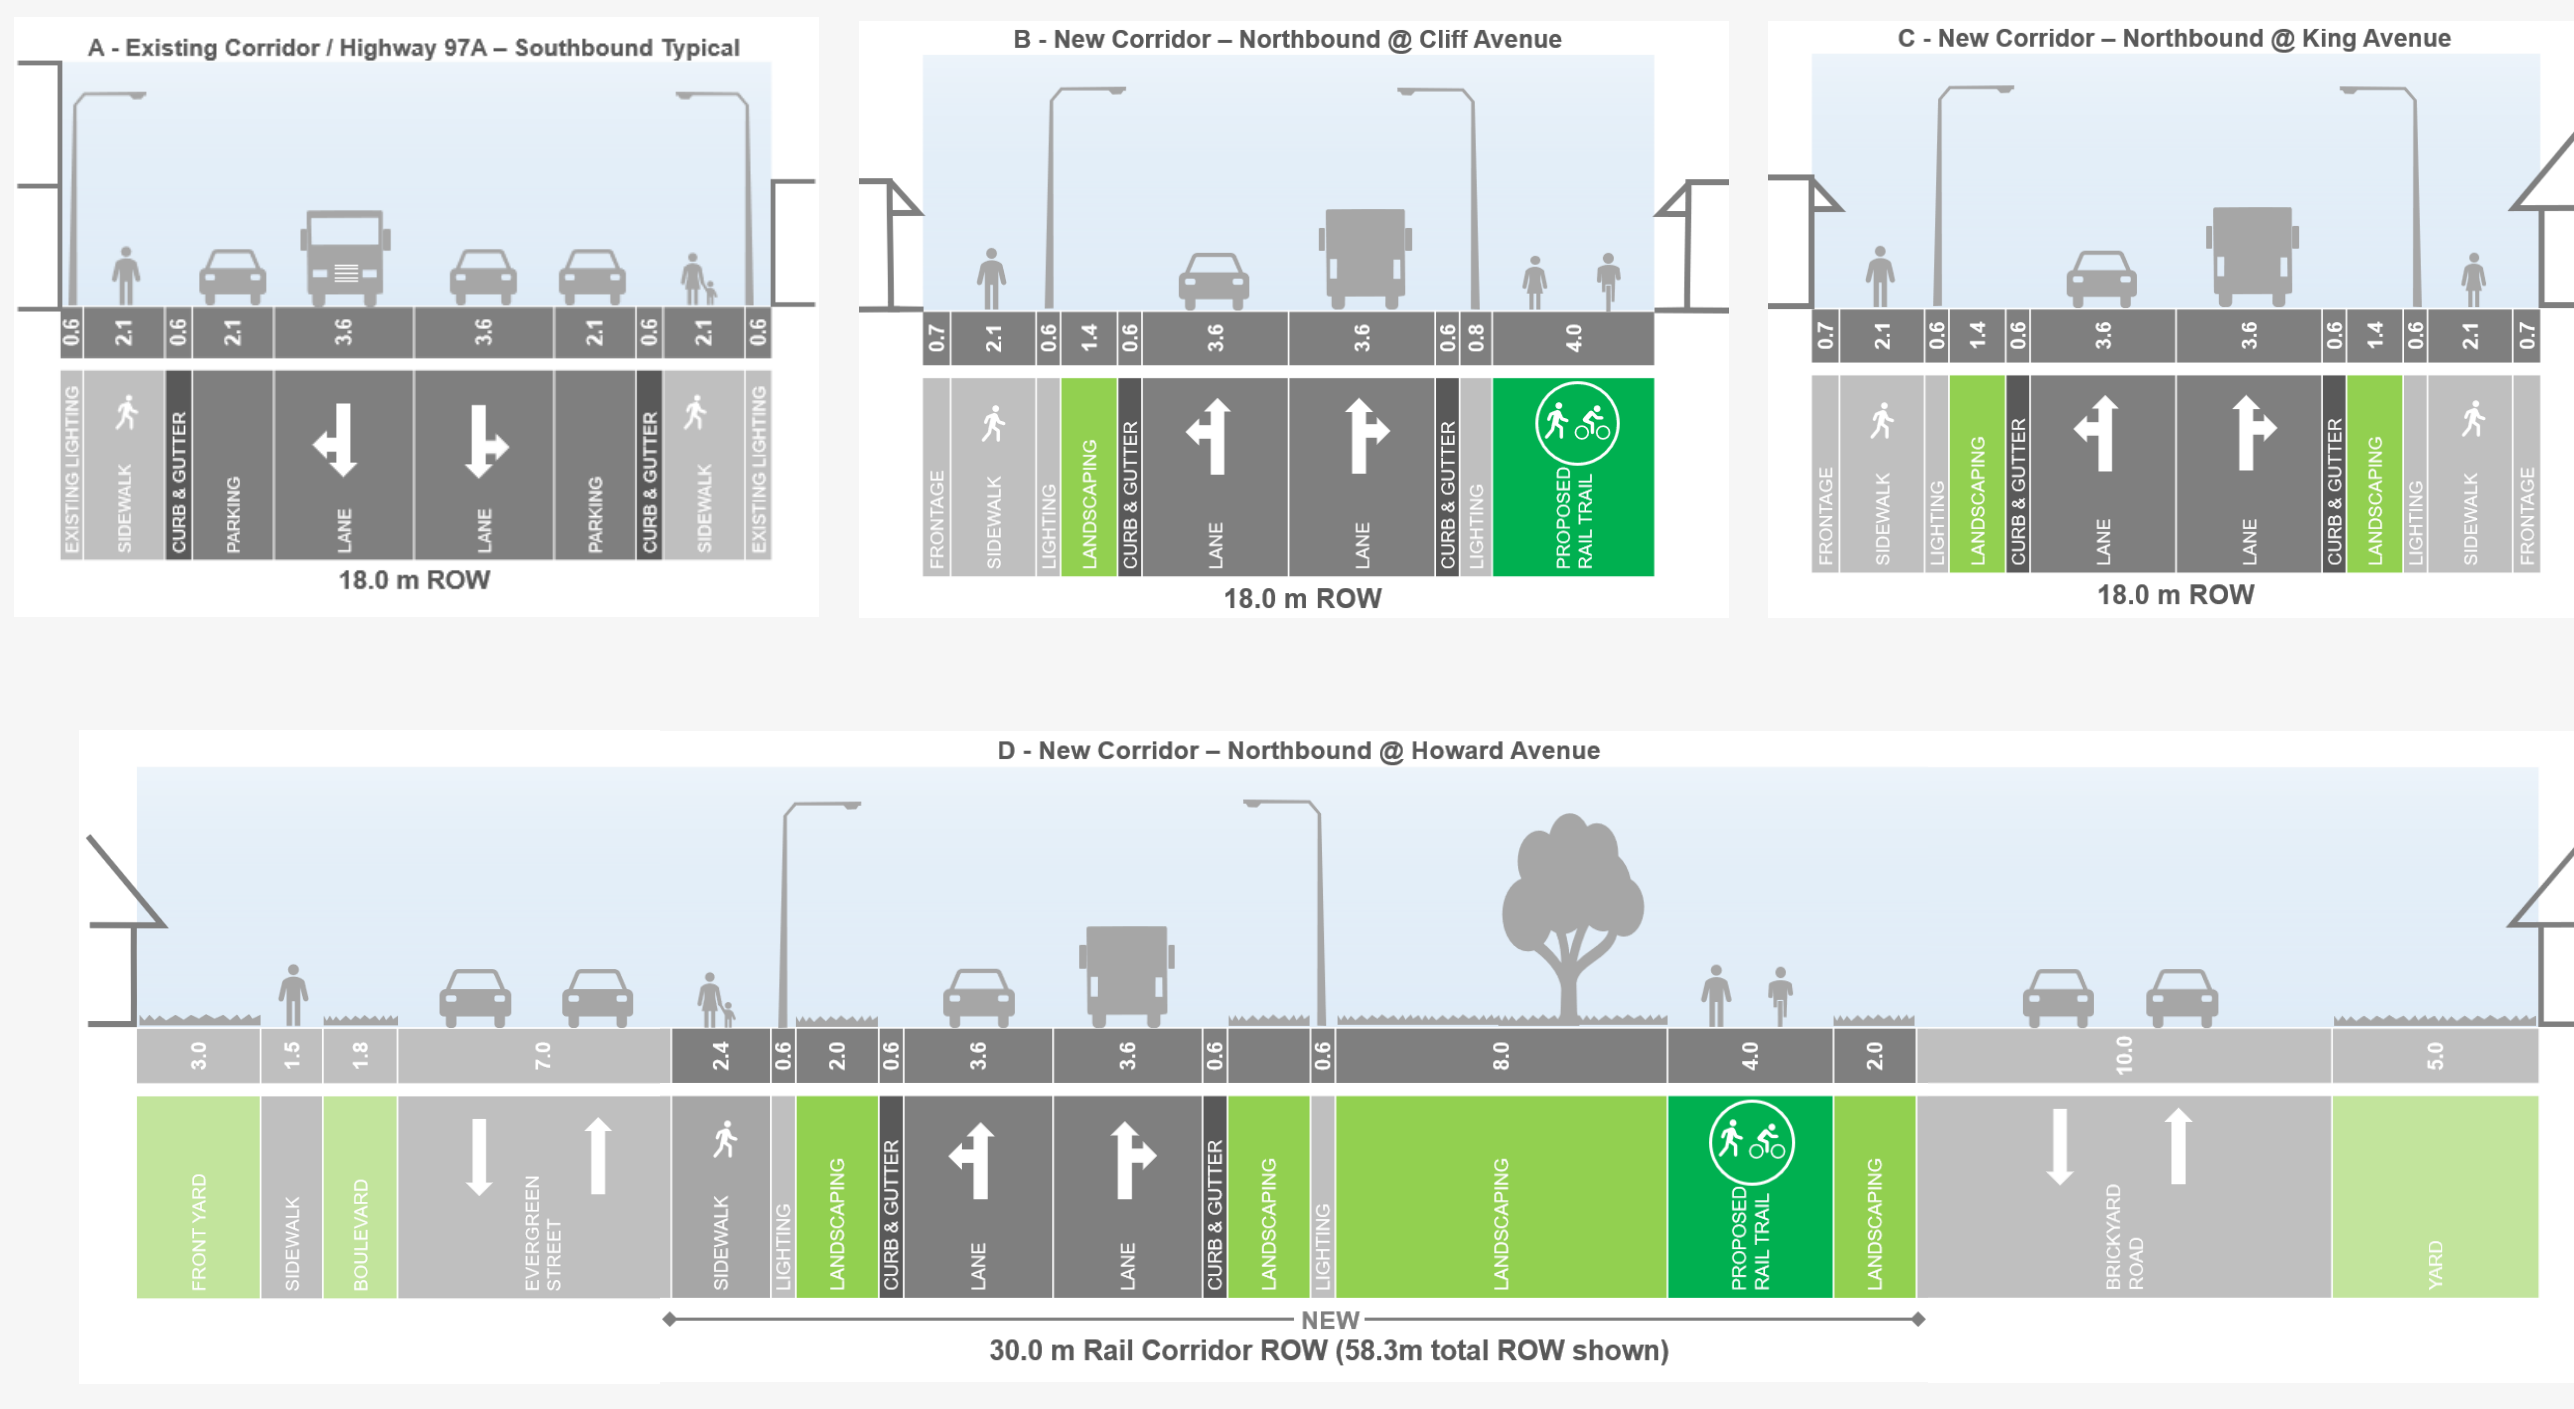 A - Existing Corridor / Highway 97A – Southbound Typical
0.6
2.1
0.6
2.1
3.6
3.6
2.1
0.6
2.1
0.6
EXISTING LIGHTING
SIDEWALK
CURB & GUTTER
PARKING
LANE
LANE
PARKING
CURB & GUTTER
SIDEWALK
EXISTING LIGHTING
18.0 m ROW
B - New Corridor – Northbound @ Cliff Avenue
0.7
2.1
0.6
1.4
0.6
3.6
3.6
0.6
0.8
4.0
FRONTAGE
SIDEWALK
LIGHTING
LANDSCAPING
CURB & GUTTER
LANE
LANE
CURB & GUTTER
LIGHTING
PROPOSED
RAIL TRAIL
18.0 m ROW
C - New Corridor – Northbound @ King Avenue
0.7
2.1
0.6
1.4
0.6
3.6
3.6
0.6
1.4
0.6
2.1
0.7
FRONTAGE
SIDEWALK
LIGHTING
LANDSCAPING
CURB & GUTTER
LANE
LANE
CURB & GUTTER
LANDSCAPING
LIGHTING
SIDEWALK
FRONTAGE
18.0 m ROW
D - New Corridor – Northbound @ Howard Avenue
3.0
1.5
1.8
7.0
2.4
0.6
2.0
0.6
3.6
3.6
0.6
0.6
8.0
4.0
2.0
10.0
5.0
FRONT YARD
SIDEWALK
BOULEVARD
EVERGREEN
STREET
SIDEWALK
LIGHTING
LANDSCAPING
CURB & GUTTER
LANE
LANE
CURB & GUTTER
LANDSCAPING
LIGHTING
LANDSCAPING
PROPOSED
RAIL TRAIL
LANDSCAPING
BRICKYARD
ROAD
YARD
NEW
30.0 m Rail Corridor ROW (58.3m total ROW shown)